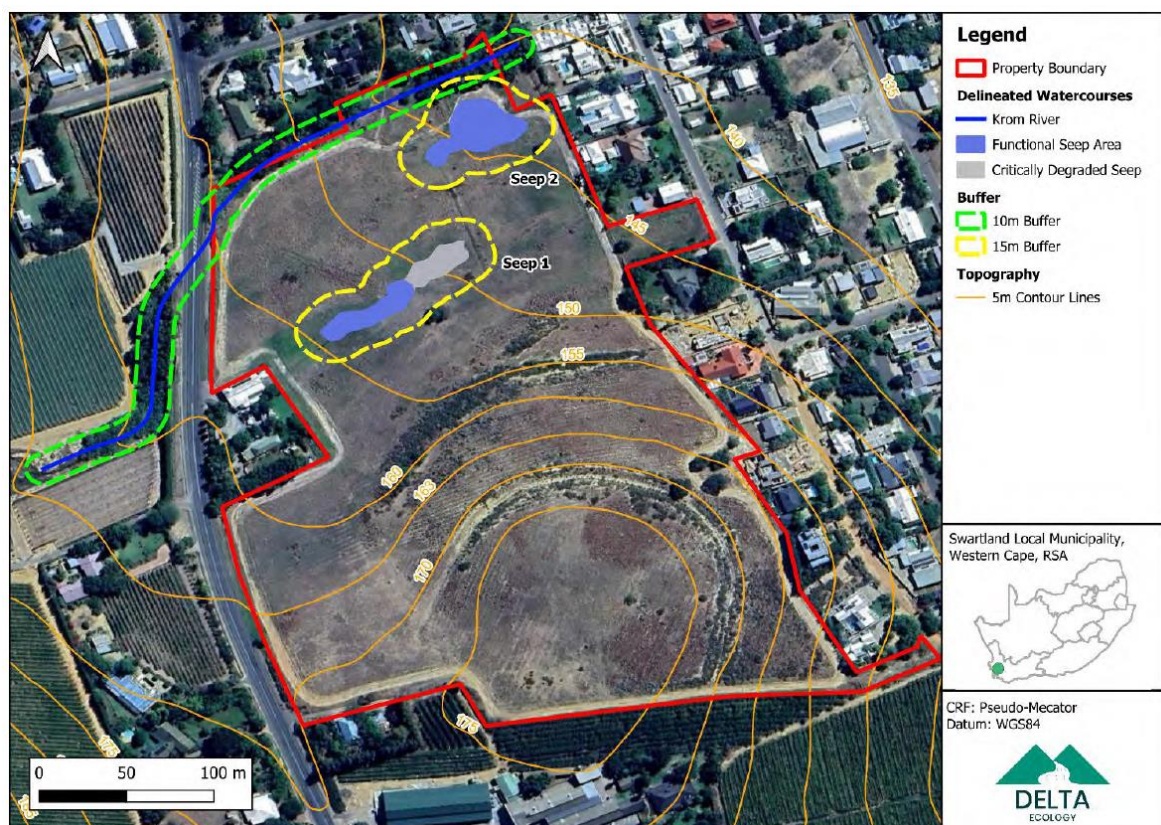 Legend
Property Boundary
Delineated Watercourses
Krom River
Functional Seep Area
Critically Degraded Seep
Buffer
10m Buffer
15m Buffer
Topography
5m Contour Lines
Swartland Local Municipality,
Western Cape, RSA
CRF: Pseudo-Mecator
Datum: WGS84
DELTA
ECOLOGY
135
140
Seep 2
145
Seep 1
150
155
160
163
170
175
175
0 50 100 m